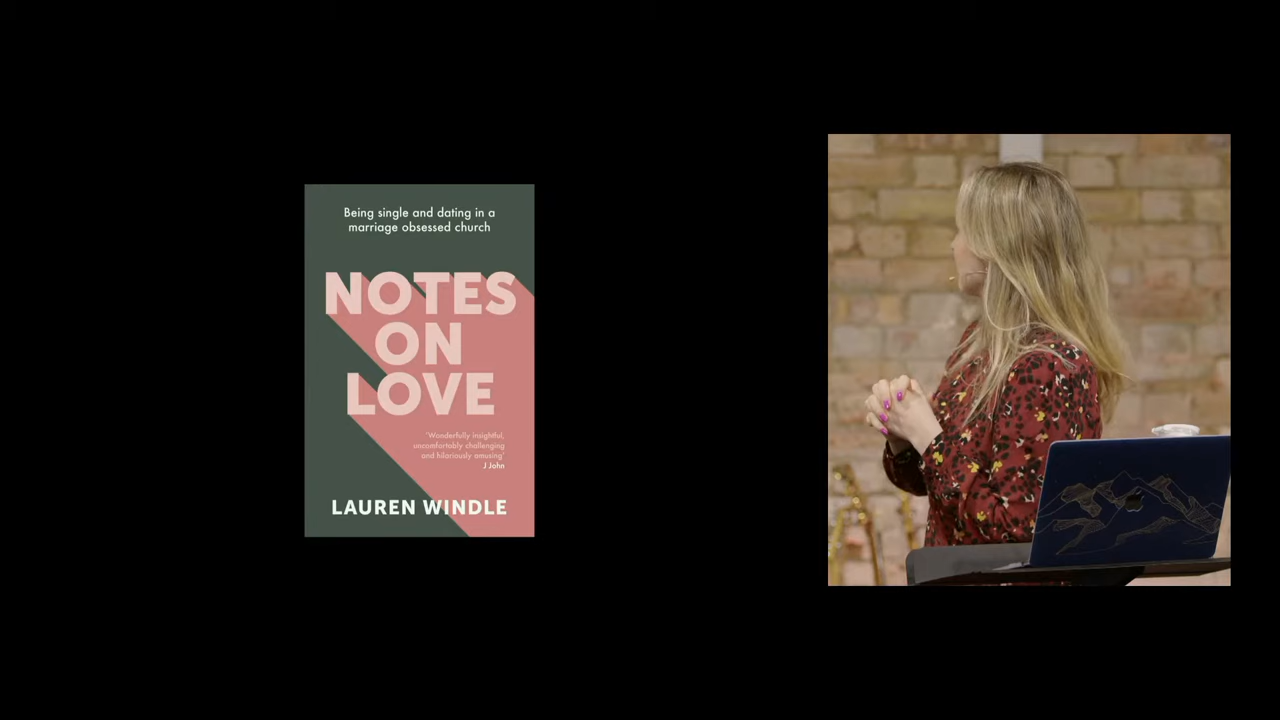 Being single and dating in a
marriage obsessed church
NOTES
ON
LOVE
'Wonderfully insightful,
uncomfortably challenging
and hilariously amusing'
J John
LAUREN WINDLE